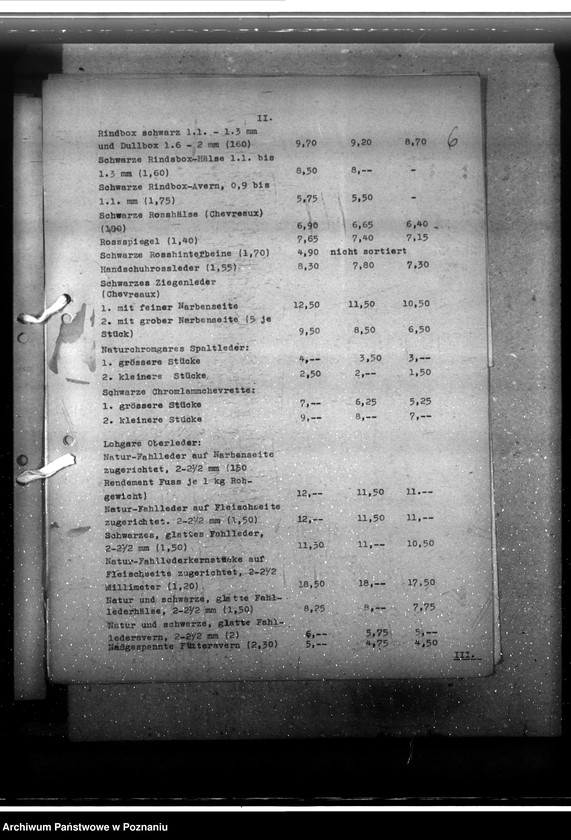 II.
6
Rindbox schwarz 1.1. - 1.3 mm
und Dullbox 1.6 - 2 mm (160) 9,70 9,20 8,70
Schwarze Rindsbox-Hälse 1.1. bis
1.3 mm (1,60) 8,50 8,-- -
Schwarze Rindbox-Avern, 0,9 bis
1.1. mm (1,75) 5,75 5,50 -
Schwarze Rosshälse (Chevreaux)
6,90 6,65 6,40
Rossspiegel (1,40) 7,65 7,40 7,15
Schwarze Rosshinterbeine (1,70) 4,90 nicht sortiert
Handschuhrossleder (1,55) 8,30 7,80 7,30
Schwarzes Ziegenleder
(Chevreaux)
1. mit feiner Narbenseite 12,50 11,50 10,50
2. mit grober Narbenseite (5 je
Stück) 9,50 8,50 6,50
Naturchromgares Spaltleder:
1. grössere Stücke 4,-- 3,50 3,--
2. kleinere Stücke 2,50 2,-- 1,50
Schwarze Chromlammchevrette:
1. grössere Stücke 7,-- 6,25 5,25
2. kleinere Stücke 9,-- 8,-- 7,--
Lohgare Oterleder:
Natur-Fahlleder auf Narbenseite
zugerichtet, 2-2½ mm (150
Rendement Fuss je 1 kg Roh-
gewicht) 12,-- 11,50 11.--
Natur-Fahlleder auf Fleischseite
zugerichtet. 2-2½ mm (1,50) 12,-- 11,50 11,--
Schwarzes, glattes Fahlleder,
2-2½ mm (1,50) 11,50 11,-- 10,50
Natur-Fahllederkernstücke auf
Fleischseite zugerichtet, 2-2½
Millimeter (1,20) 18,50 18,-- 17,50
Natur und schwarze, glatte Fahl-
lederhälse, 2-2½ mm (1,50) 8,25 8,-- 7,75
Natur und schwarze, glatte Fahl-
lederavern, 2-2½ mm (2) 6,-- 5,75 5,--
Nadgespennte Futteravern (2,30) 5,-- 4,75 4,50
III.
Archiwum Państwowe w Poznaniu